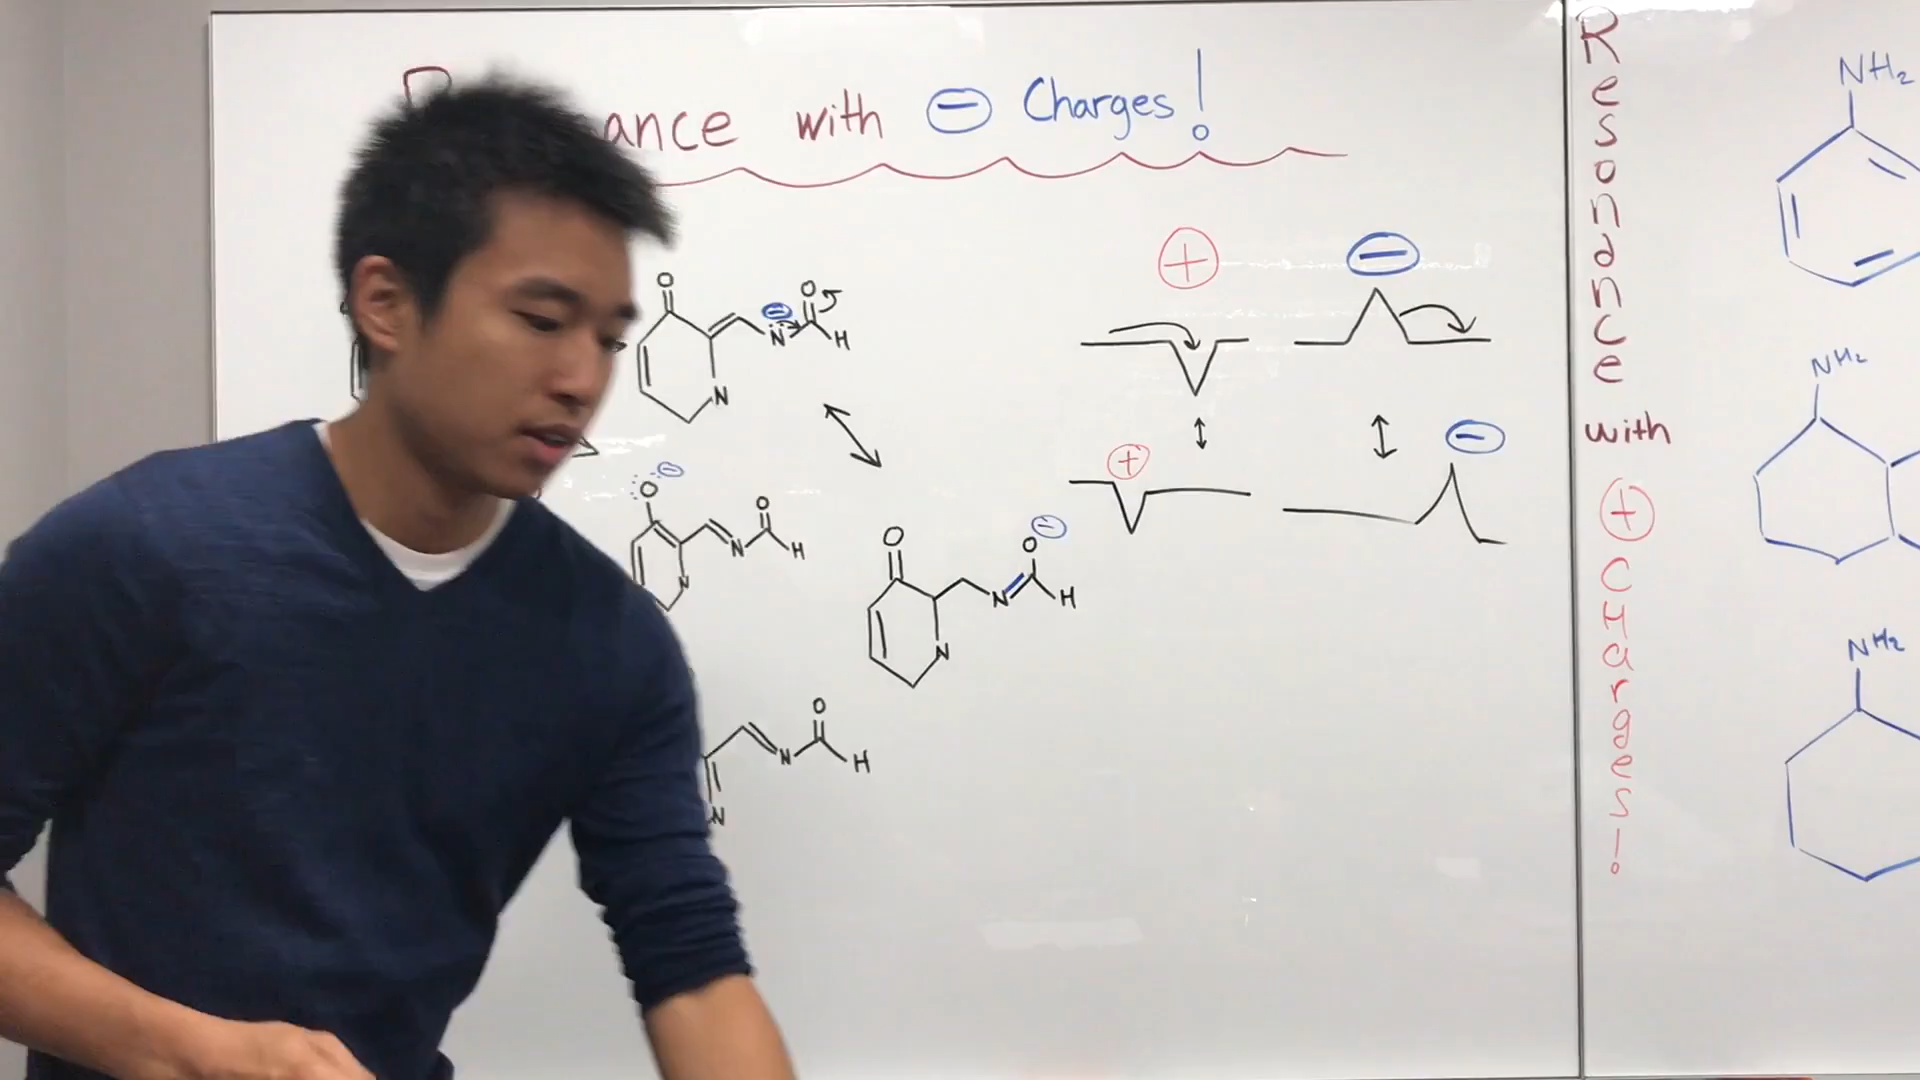 ance with ⊖ Charges!
O
⊖
O
N
H
N
⊕
⊖
⊕
⊖
O
⊖
O
N
H
N
O
O
⊖
N
H
N
O
N
H
N
Resonance
with
⊕
Charges!
NH2
NH2
NH2